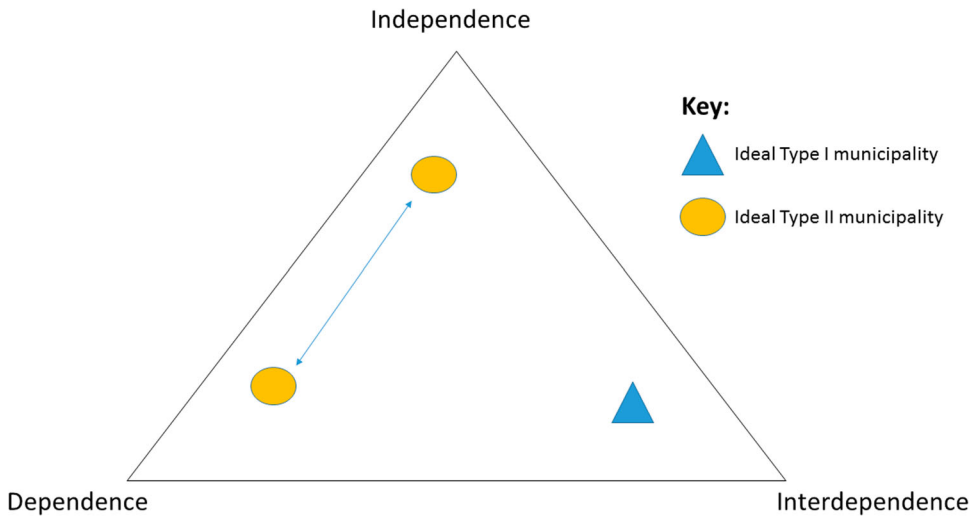 Independence
Key:
Ideal Type I municipality
Ideal Type II municipality
Dependence
Interdependence